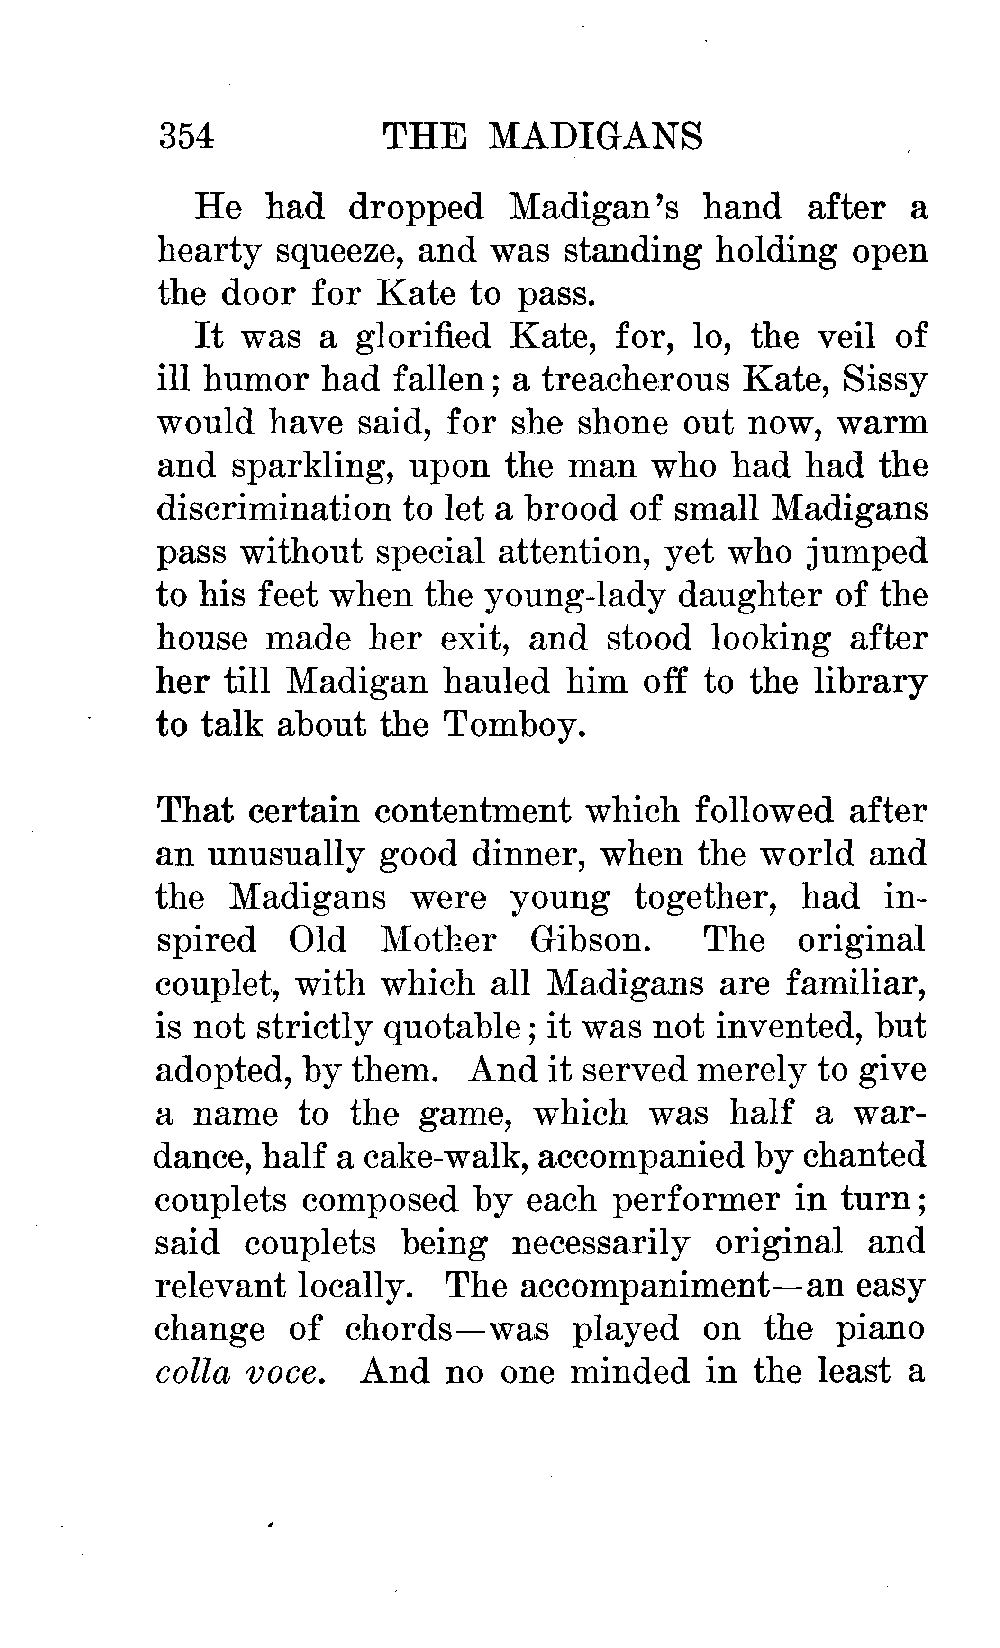 354 THE MADIGANS
He had dropped Madigan's hand after a
hearty squeeze, and was standing holding open
the door for Kate to pass.
It was a glorified Kate, for, lo, the veil of
ill humor had fallen; a treacherous Kate, Sissy
would have said, for she shone out now, warm
and sparkling, upon the man who had had the
discrimination to let a brood of small Madigans
pass without special attention, yet who jumped
to his feet when the young-lady daughter of the
house made her exit, and stood looking after
her till Madigan hauled him off to the library
to talk about the Tomboy.
That certain contentment which followed after
an unusually good dinner, when the world and
the Madigans were young together, had in-
spired Old Mother Gibson. The original
couplet, with which all Madigans are familiar,
is not strictly quotable; it was not invented, but
adopted, by them. And it served merely to give
a name to the game, which was half a war-
dance, half a cake-walk, accompanied by chanted
couplets composed by each performer in turn;
said couplets being necessarily original and
relevant locally. The accompaniment—an easy
change of chords—was played on the piano
colla voce. And no one minded in the least a